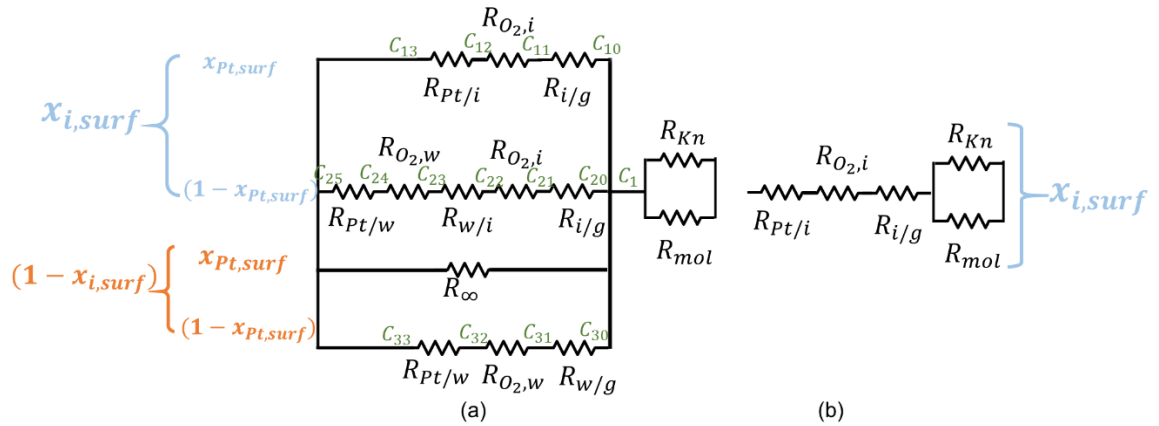 R_{O_2,i}
C_{13} C_{12} C_{11} C_{10}
x_{Pt,surf}
R_{Pt/i} R_{i/g}
x_{i,surf}
R_{O_2,w} R_{O_2,i}
R_{Kn}
(1 − x_{Pt,surf})
C_{25} C_{24} C_{23} C_{22} C_{21} C_{20} C_1
R_{Pt/w} R_{w/i} R_{i/g}
R_{mol}
(1 − x_{i,surf})
x_{Pt,surf}
R_∞
(1 − x_{Pt,surf})
C_{33} C_{32} C_{31} C_{30}
R_{Pt/w} R_{O_2,w} R_{w/g}
(a)
R_{O_2,i} R_{Kn}
R_{Pt/i} R_{i/g} R_{mol}
x_{i,surf}
(b)